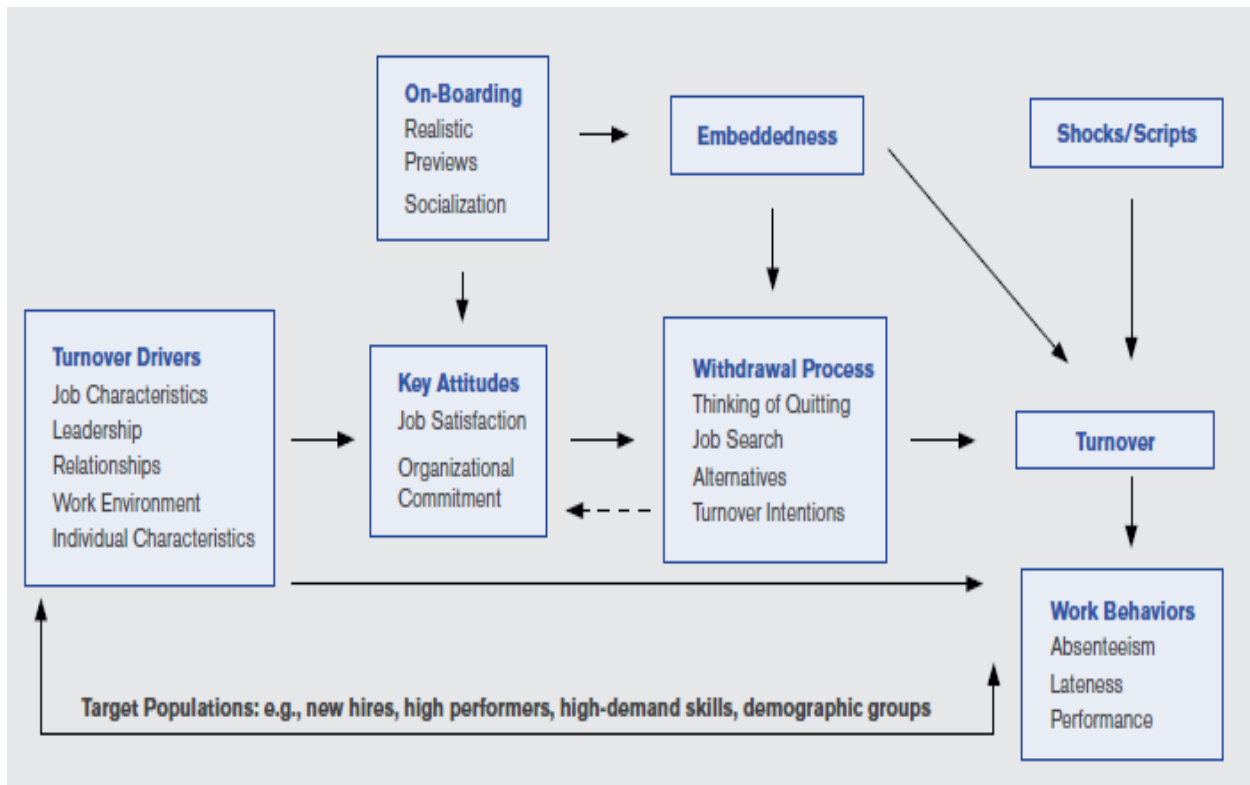 On-Boarding
Realistic
Previews
Socialization
Embeddedness
Shocks/Scripts
Turnover Drivers
Job Characteristics
Leadership
Relationships
Work Environment
Individual Characteristics
Key Attitudes
Job Satisfaction
Organizational
Commitment
Withdrawal Process
Thinking of Quitting
Job Search
Alternatives
Turnover Intentions
Turnover
Work Behaviors
Absenteeism
Lateness
Performance
Target Populations: e.g., new hires, high performers, high-demand skills, demographic groups